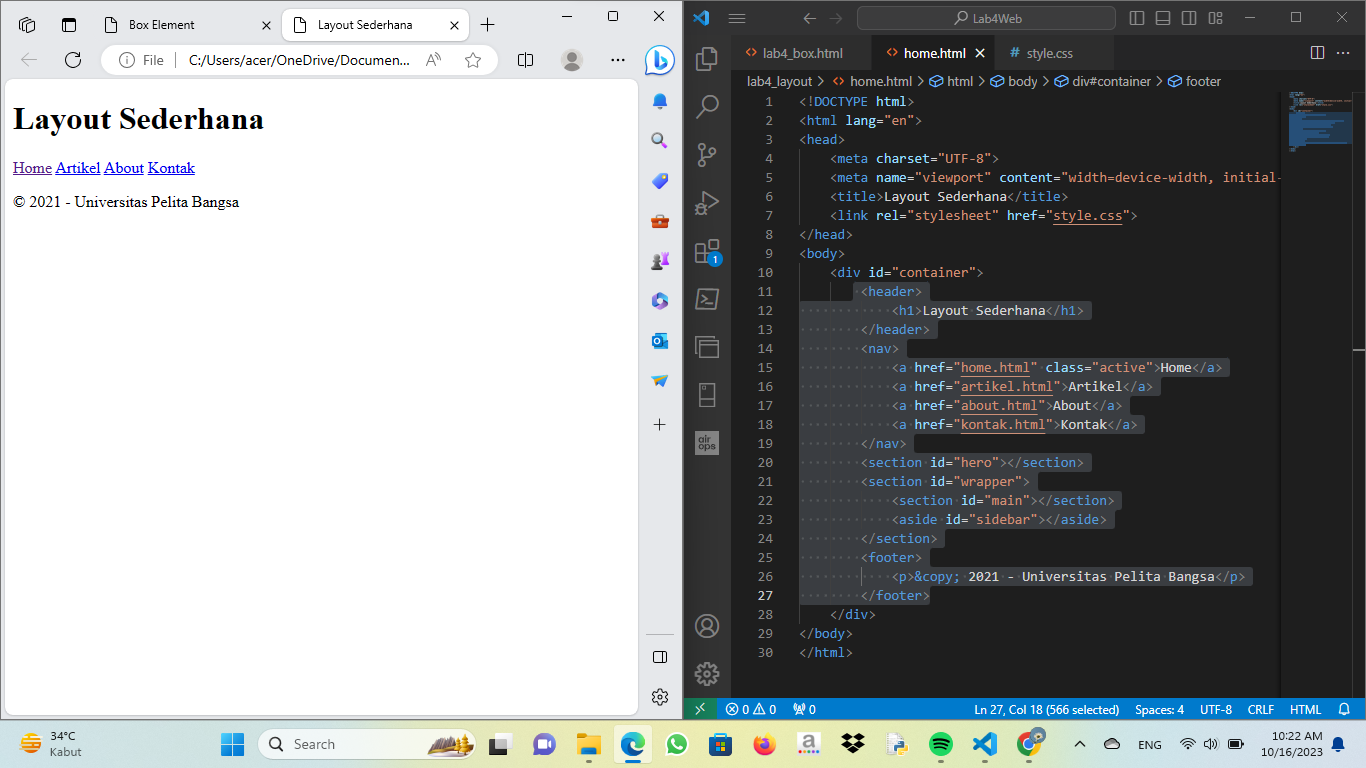 Box Element
Layout Sederhana
File
C:/Users/acer/OneDrive/Documen...
Layout Sederhana
Home Artikel About Kontak
© 2021 - Universitas Pelita Bangsa
Lab4Web
lab4_box.html
home.html
# style.css
lab4_layout > home.html > html > body > div#container > footer
1 <!DOCTYPE html>
2 <html lang="en">
3 <head>
4 <meta charset="UTF-8">
5 <meta name="viewport" content="width=device-width, initial-
6 <title>Layout Sederhana</title>
7 <link rel="stylesheet" href="style.css">
8 </head>
9 <body>
10 <div id="container">
11 <header>
12 <h1>Layout Sederhana</h1>
13 </header>
14 <nav>
15 <a href="home.html" class="active">Home</a>
16 <a href="artikel.html">Artikel</a>
17 <a href="about.html">About</a>
18 <a href="kontak.html">Kontak</a>
19 </nav>
20 <section id="hero"></section>
21 <section id="wrapper">
22 <section id="main"></section>
23 <aside id="sidebar"></aside>
24 </section>
25 <footer>
26 <p>&copy; 2021 - Universitas Pelita Bangsa</p>
27 </footer>
28 </div>
29 </body>
30 </html>
1
air
ops
0 0 0
Ln 27, Col 18 (566 selected)
Spaces: 4
UTF-8
CRLF
HTML
34°C
Kabut
Search
ENG
10:22 AM
10/16/2023